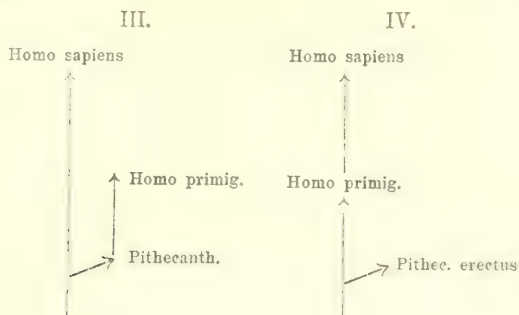 III.
Homo sapiens
Homo primig.
Pithecanth.
IV.
Homo sapiens
Homo primig.
Pithec. erectus